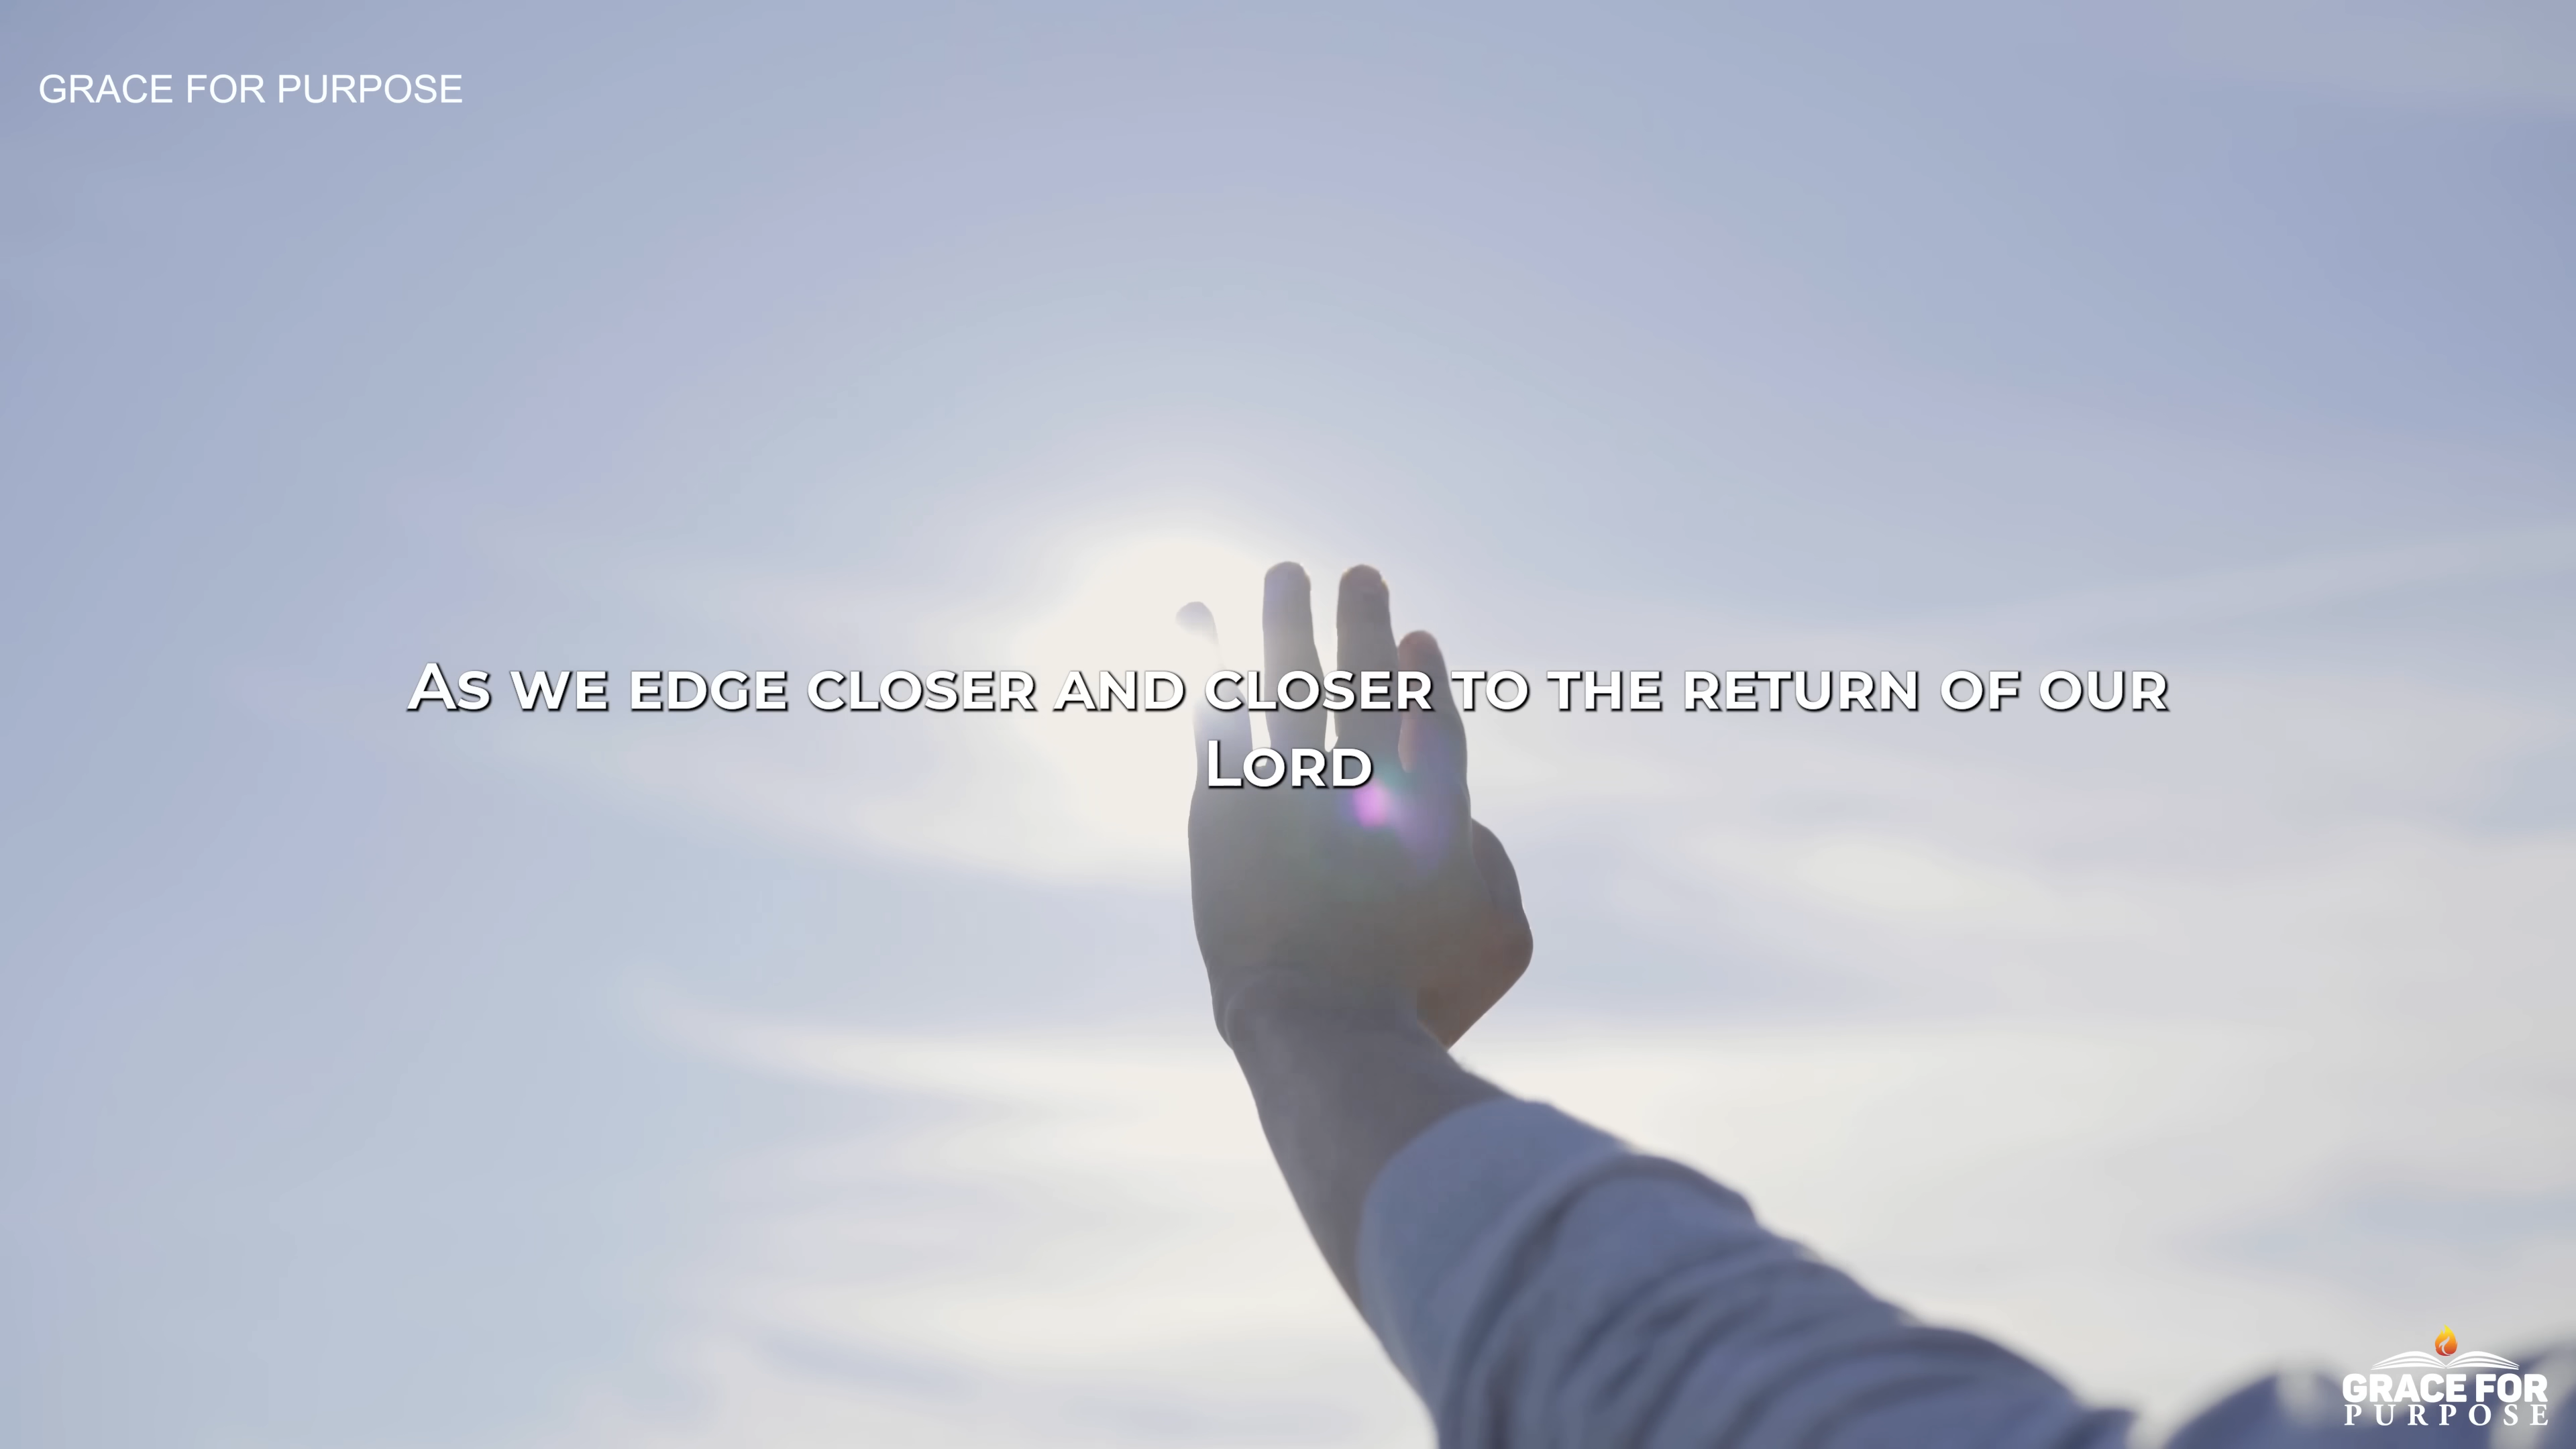 GRACE FOR PURPOSE
As we edge closer and closer to the return of our
Lord
GRACE FOR
PURPOSE